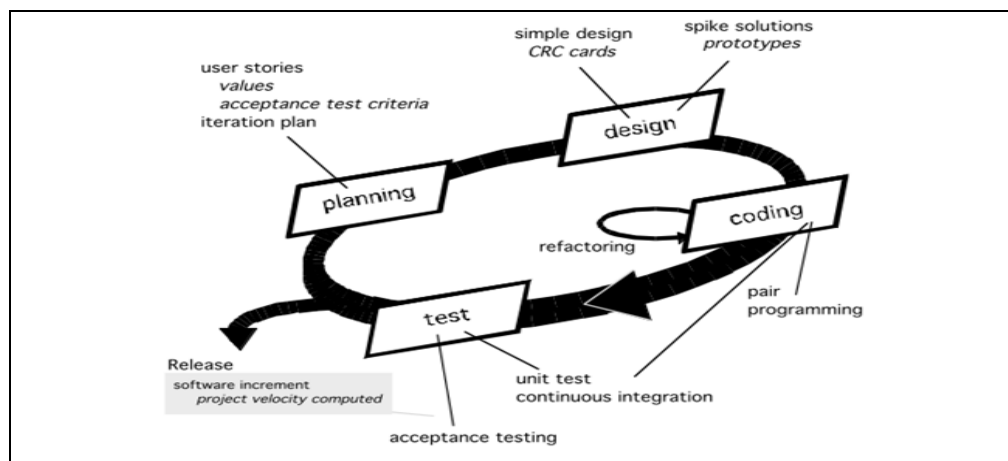 simple design
CRC cards
spike solutions
prototypes
user stories
values
acceptance test criteria
iteration plan
design
planning
coding
refactoring
test
pair
programming
Release
software increment
project velocity computed
unit test
continuous integration
acceptance testing